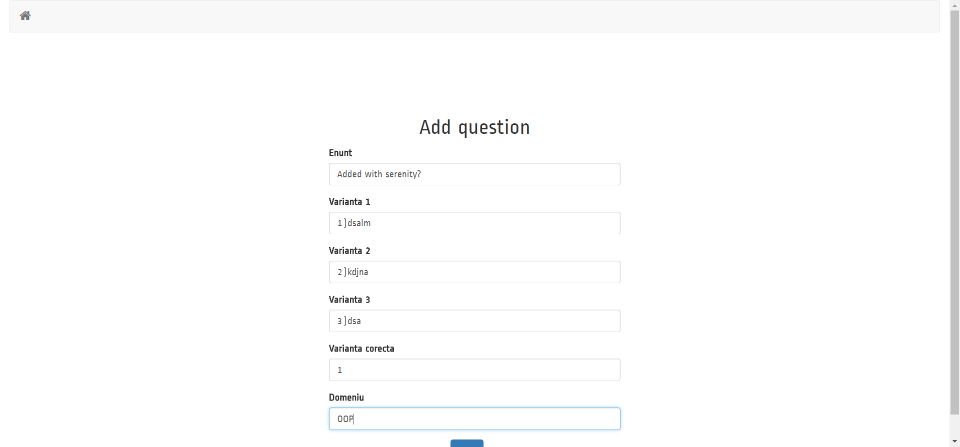 Add question
Enunt
Added with serenity?
Varianta 1
1)dsalm
Varianta 2
2)kdjna
Varianta 3
3)dsa
Varianta corecta
1
Domeniu
OOP